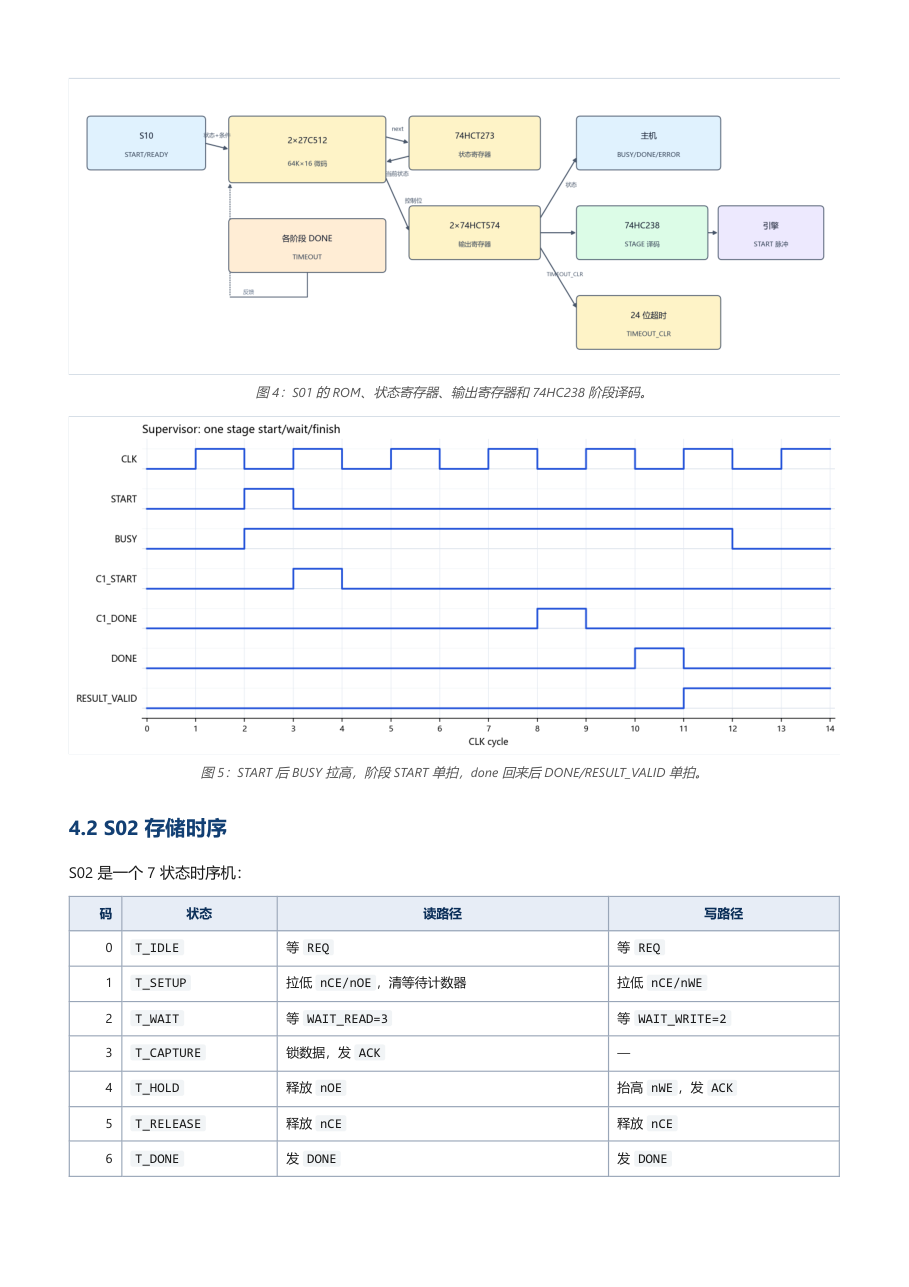 S10
START/READY
状态+条件
2×27C512
64K×16 微码
next
当前状态
74HCT273
状态寄存器
主机
BUSY/DONE/ERROR
控制位
状态
各阶段 DONE
TIMEOUT
反馈
2×74HCT574
输出寄存器
74HC238
STAGE 译码
引擎
START 脉冲
TIMEOUT_CLR
24 位超时
TIMEOUT_CLR
图 4：S01 的 ROM、状态寄存器、输出寄存器和 74HC238 阶段译码。
Supervisor: one stage start/wait/finish
CLK
START
BUSY
C1_START
C1_DONE
DONE
RESULT_VALID
0 1 2 3 4 5 6 7 8 9 10 11 12 13 14
CLK cycle
图 5：START 后 BUSY 拉高，阶段 START 单拍，done 回来后 DONE/RESULT_VALID 单拍。
4.2 S02 存储时序
S02 是一个 7 状态时序机：
码 状态 读路径 写路径
0 T_IDLE 等 REQ 等 REQ
1 T_SETUP 拉低 nCE/nOE，清等待计数器 拉低 nCE/nWE
2 T_WAIT 等 WAIT_READ=3 等 WAIT_WRITE=2
3 T_CAPTURE 锁数据，发 ACK —
4 T_HOLD 释放 nOE 抬高 nWE，发 ACK
5 T_RELEASE 释放 nCE 释放 nCE
6 T_DONE 发 DONE 发 DONE